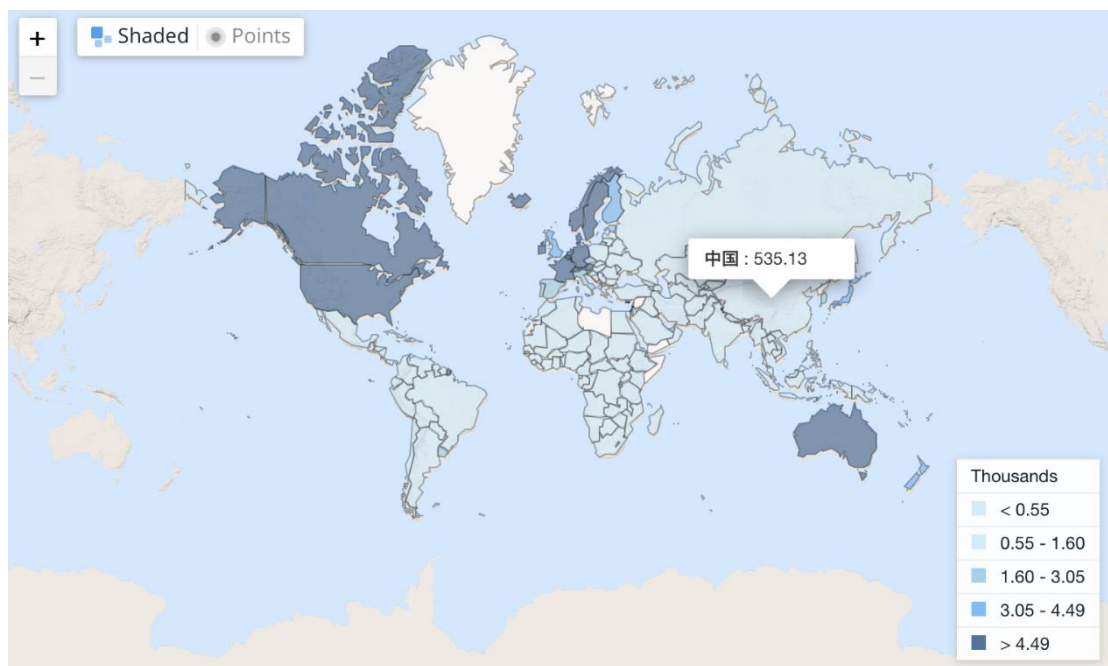 +
Shaded
Points
−
中国 : 535.13
Thousands
< 0.55
0.55 - 1.60
1.60 - 3.05
3.05 - 4.49
> 4.49